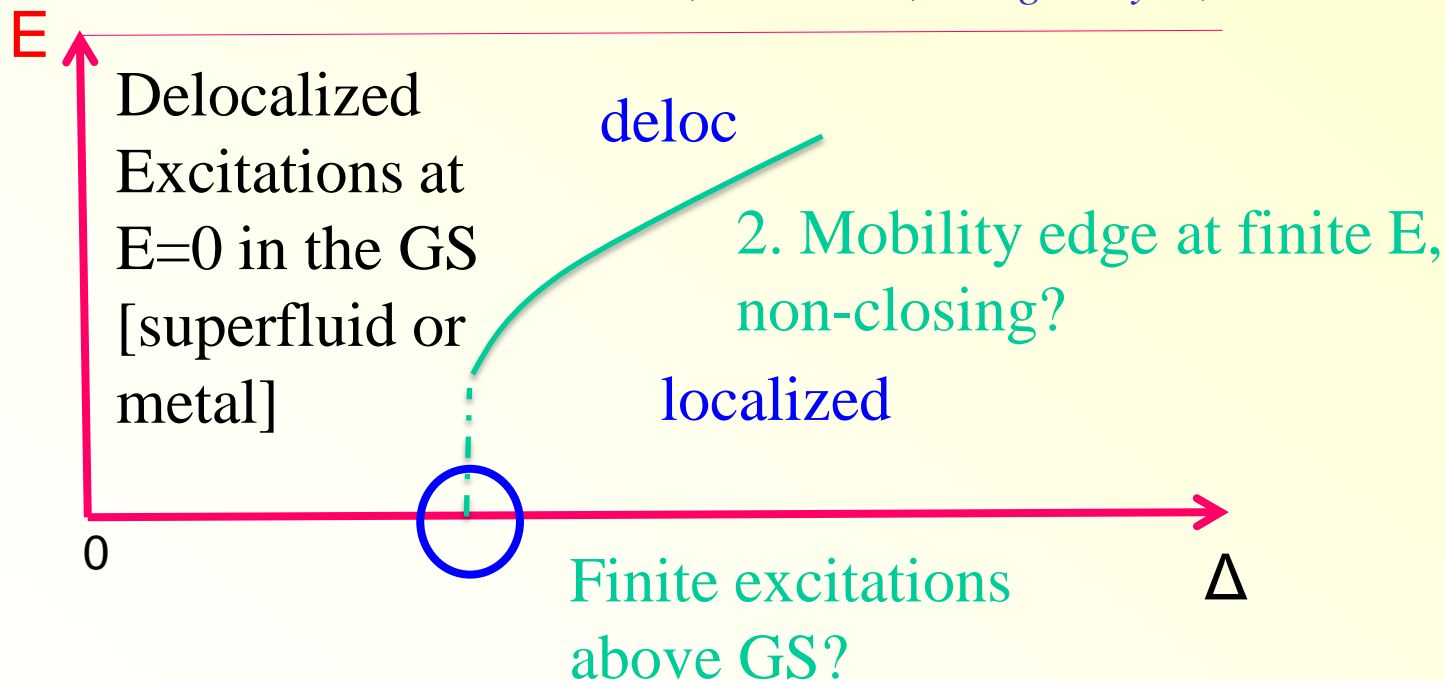 E
Delocalized
Excitations at
E=0 in the GS
[superfluid or
metal]
deloc
2. Mobility edge at finite E,
non-closing?
localized
0
Δ
Finite excitations
above GS?